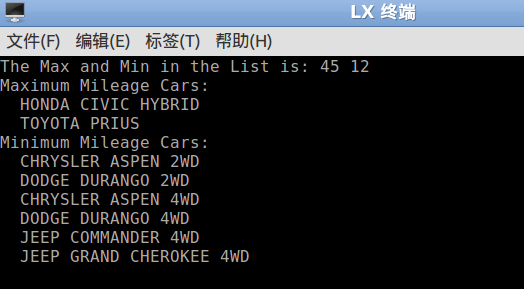 LX 终端
文件(F) 编辑(E) 标签(T) 帮助(H)
The Max and Min in the List is: 45 12
Maximum Mileage Cars:
  HONDA CIVIC HYBRID
  TOYOTA PRIUS
Minimum Mileage Cars:
  CHRYSLER ASPEN 2WD
  DODGE DURANGO 2WD
  CHRYSLER ASPEN 4WD
  DODGE DURANGO 4WD
  JEEP COMMANDER 4WD
  JEEP GRAND CHEROKEE 4WD